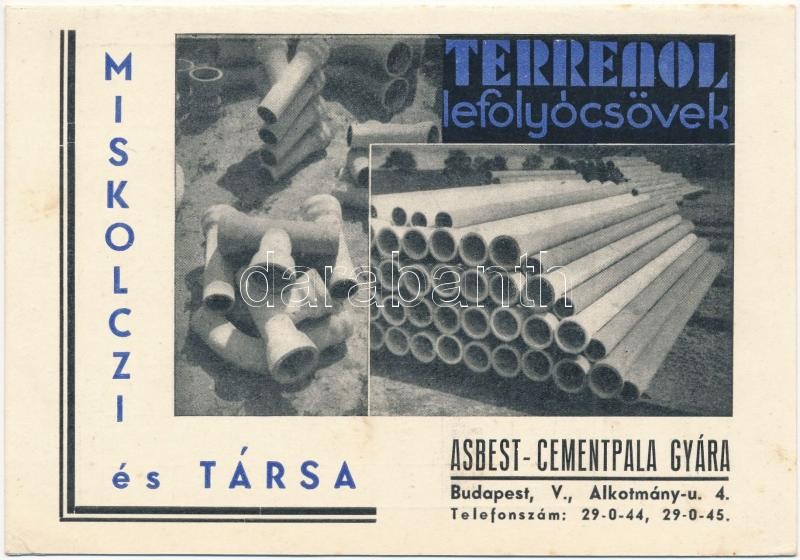 MISKOLCZI
és TÁRSA
TERRENOL
lefolyócsövek
darabanth
ASBEST-CEMENTPALA GYÁRA
Budapest, V., Alkotmány-u. 4.
Telefonszám: 29-0-44, 29-0-45.